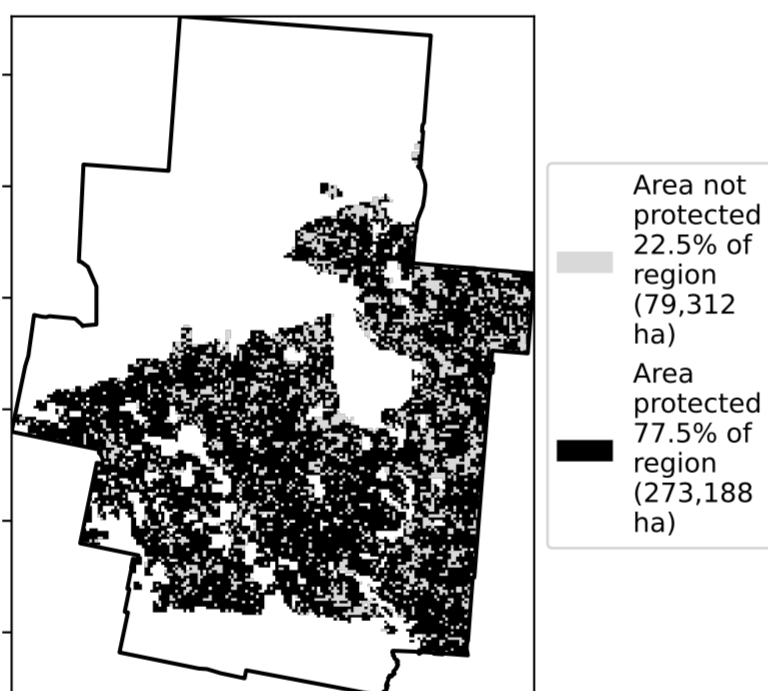 Area not
protected
22.5% of
region
(79,312
ha)
Area
protected
77.5% of
region
(273,188
ha)